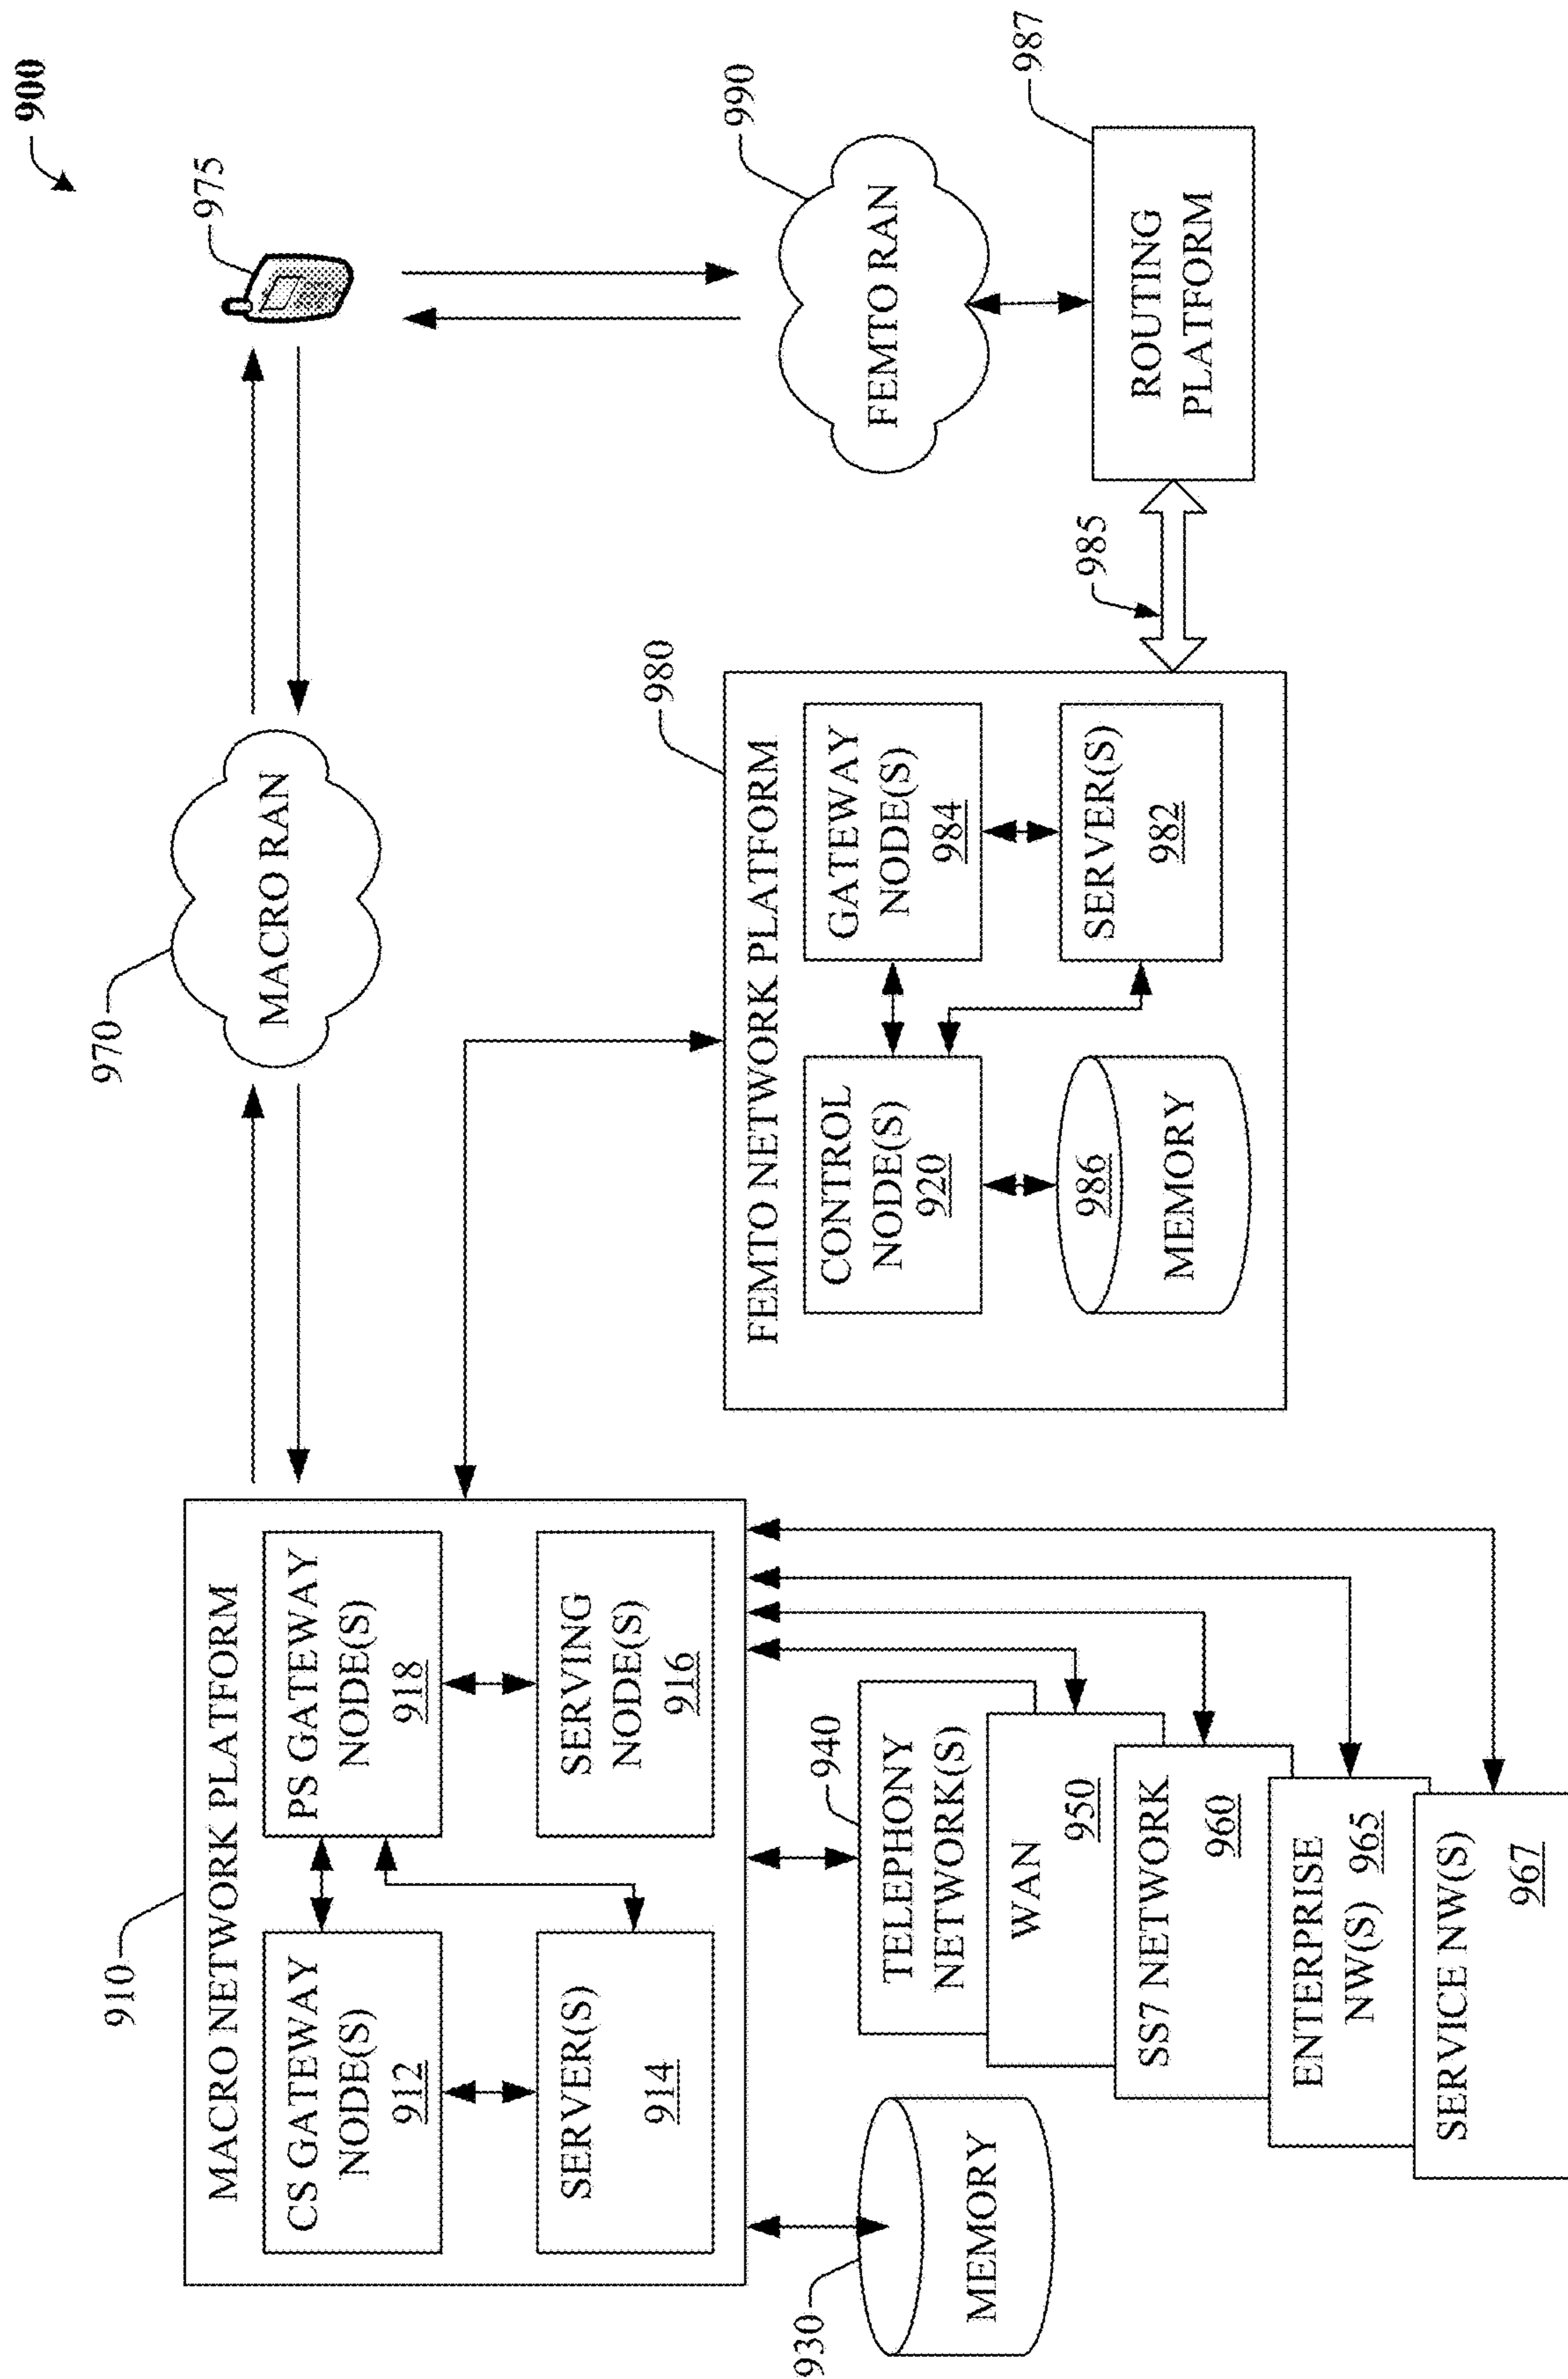 900
910
MACRO NETWORK PLATFORM
CS GATEWAY
NODE(S)
912
PS GATEWAY
NODE(S)
918
SERVER(S)
914
SERVING
NODE(S)
916
970
MACRO RAN
975
930
MEMORY
940
TELEPHONY
NETWORK(S)
WAN
950
SS7 NETWORK
960
ENTERPRISE
NW(S) 965
SERVICE NW(S)
967
980
FEMTO NETWORK PLATFORM
CONTROL
NODE(S)
920
GATEWAY
NODE(S)
984
986
MEMORY
SERVER(S)
982
985
990
FEMTO RAN
987
ROUTING
PLATFORM